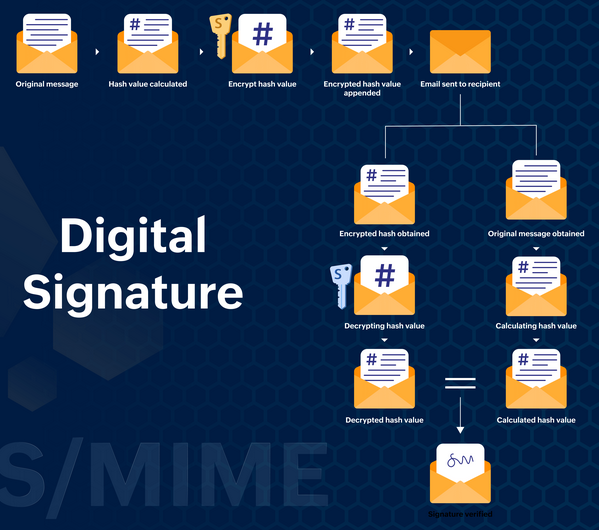 Original message
Hash value calculated
Encrypt hash value
Encrypted hash value
appended
Email sent to recipient
#
S
#
#
Digital
Signature
Encrypted hash obtained
Original message obtained
#
S
#
#
Decrypting hash value
Calculating hash value
#
#
Decrypted hash value
Calculated hash value
=
Signature verified
S/MIME